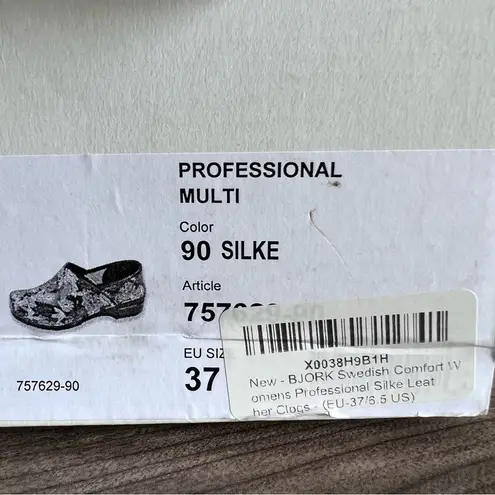 PROFESSIONAL
MULTI
Color
90 SILKE
Article
757629-90
EU SIZE
37
757629-90
X0038H9B1H
New - BJORK Swedish Comfort W
omens Professional Silke Leat
her Clogs - (EU-37/6.5 US)